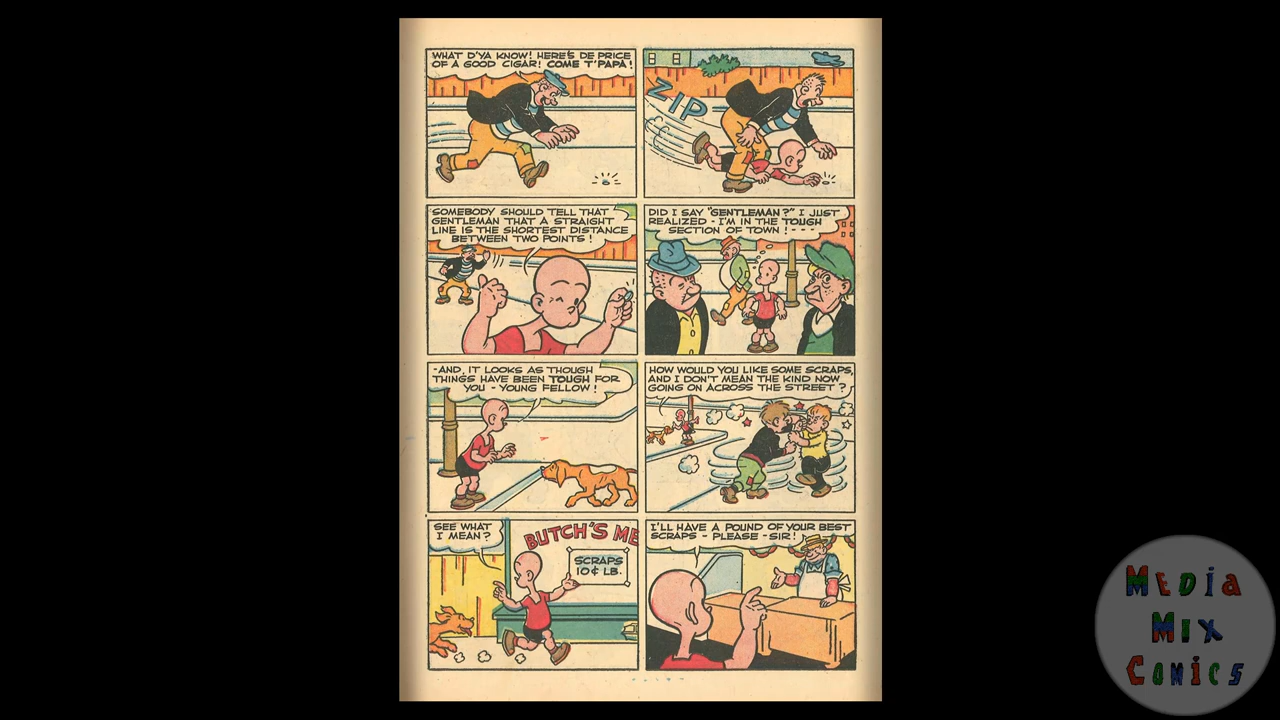 WHAT D'YA KNOW! HERE'S DE PRICE
OF A GOOD CIGAR! COME T'PAPA!
ZIP
SOMEBODY SHOULD TELL THAT
GENTLEMAN THAT A STRAIGHT
LINE IS THE SHORTEST DISTANCE
BETWEEN TWO POINTS!
DID I SAY "GENTLEMAN?" I JUST
REALIZED - I'M IN THE TOUGH
SECTION OF TOWN! - - -
-AND, IT LOOKS AS THOUGH
THINGS HAVE BEEN TOUGH FOR
YOU - YOUNG FELLOW!
HOW WOULD YOU LIKE SOME SCRAPS,
AND I DON'T MEAN THE KIND NOW
GOING ON ACROSS THE STREET?
SEE WHAT
I MEAN?
BUTCH'S ME
SCRAPS
10¢ LB.
I'LL HAVE A POUND OF YOUR BEST
SCRAPS - PLEASE - SIR!
MEDIA
MIX
COMICS